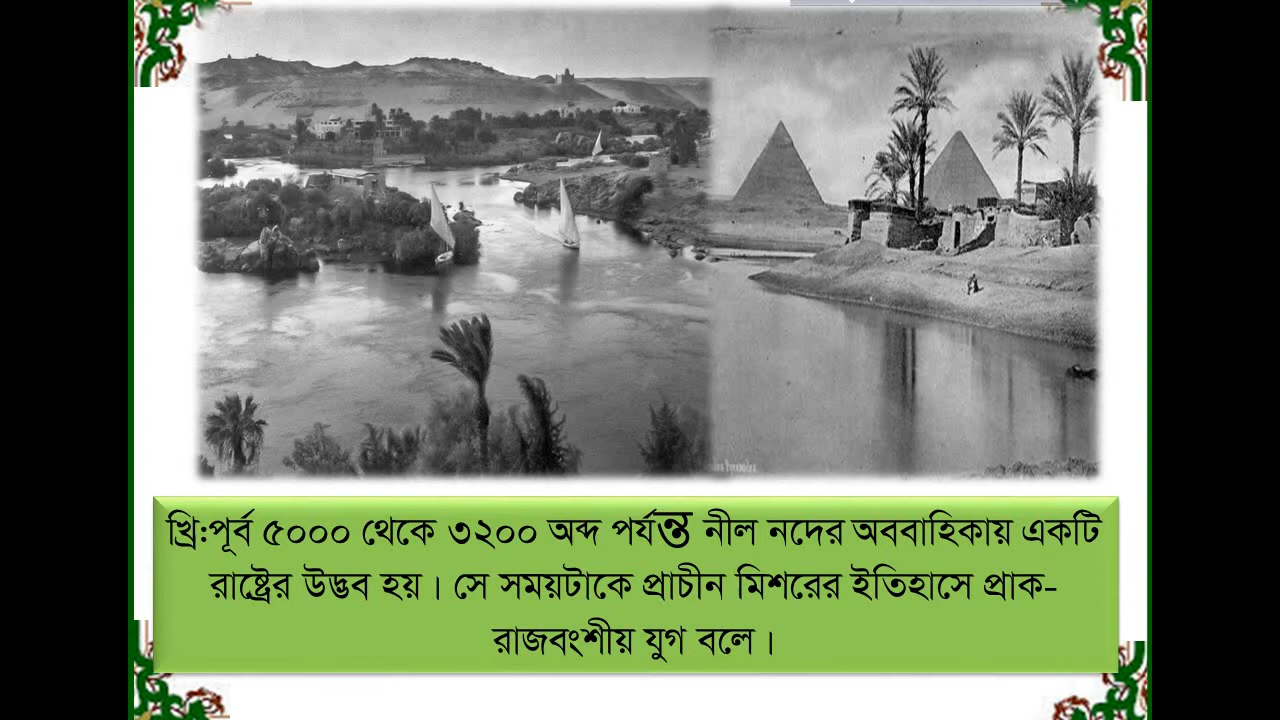 খ্রি:পূর্ব ৫০০০ থেকে ৩২০০ অব্দ পর্যন্ত নীল নদের অববাহিকায় একটি
রাষ্ট্রের উদ্ভব হয়। সে সময়টাকে প্রাচীন মিশরের ইতিহাসে প্রাক-
রাজবংশীয় যুগ বলে।